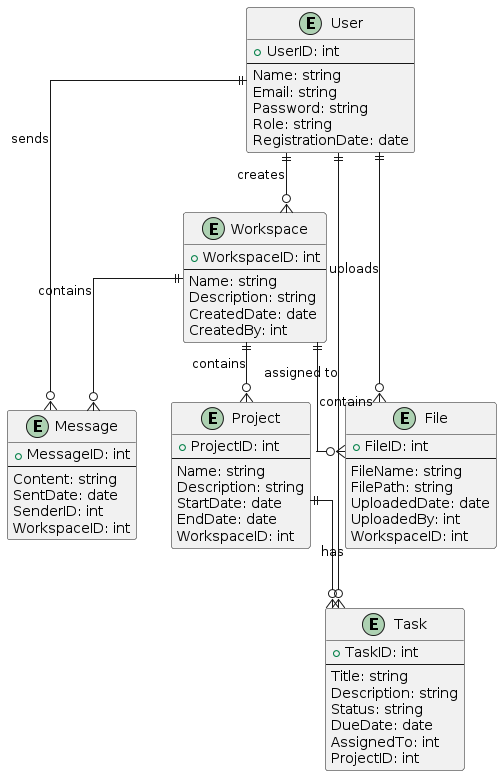 E User
UserID: int
Name: string
Email: string
Password: string
Role: string
RegistrationDate: date
sends
creates
E Workspace
WorkspaceID: int
Name: string
Description: string
CreatedDate: date
CreatedBy: int
uploads
contains
contains
assigned to
contains
E Message
MessageID: int
Content: string
SentDate: date
SenderID: int
WorkspaceID: int
E Project
ProjectID: int
Name: string
Description: string
StartDate: date
EndDate: date
WorkspaceID: int
E File
FileID: int
FileName: string
FilePath: string
UploadedDate: date
UploadedBy: int
WorkspaceID: int
has
E Task
TaskID: int
Title: string
Description: string
Status: string
DueDate: date
AssignedTo: int
ProjectID: int